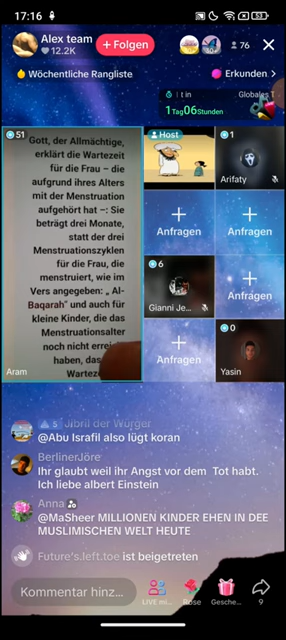 17:16
53
Alex team
12.2K
+ Folgen
76
Wöchentliche Rangliste
Erkunden >
t in
Globales T
1Tag06Stunden
51
Gott, der Allmächtige,
erklärt die Wartezeit
für die Frau – die
aufgrund ihres Alters
mit der Menstruation
aufgehört hat –: Sie
beträgt drei Monate,
statt der drei
Menstruationszyklen
für die Frau, die
menstruiert, wie im
Vers angegeben: „ Al-
Baqarah" und auch für
kleine Kinder, die das
Menstruationsalter
noch nicht
haben,
Aram
Host
1
Arifaty
Anfragen
Anfragen
6
Gianni Je...
Anfragen
Anfragen
0
Yasin
5 Jibril der Würger
@Abu Israfil also lügt koran
BerlinerJöre
Ihr glaubt weil ihr Angst vor dem Tot habt.
Ich liebe albert Einstein
Anna
@MaSheer MILLIONEN KINDER EHEN IN DEE
MUSLIMISCHEN WELT HEUTE
Future's.left.toe ist beigetreten
Kommentar hinz...
LIVE mi...
Rose
Gesche...
9